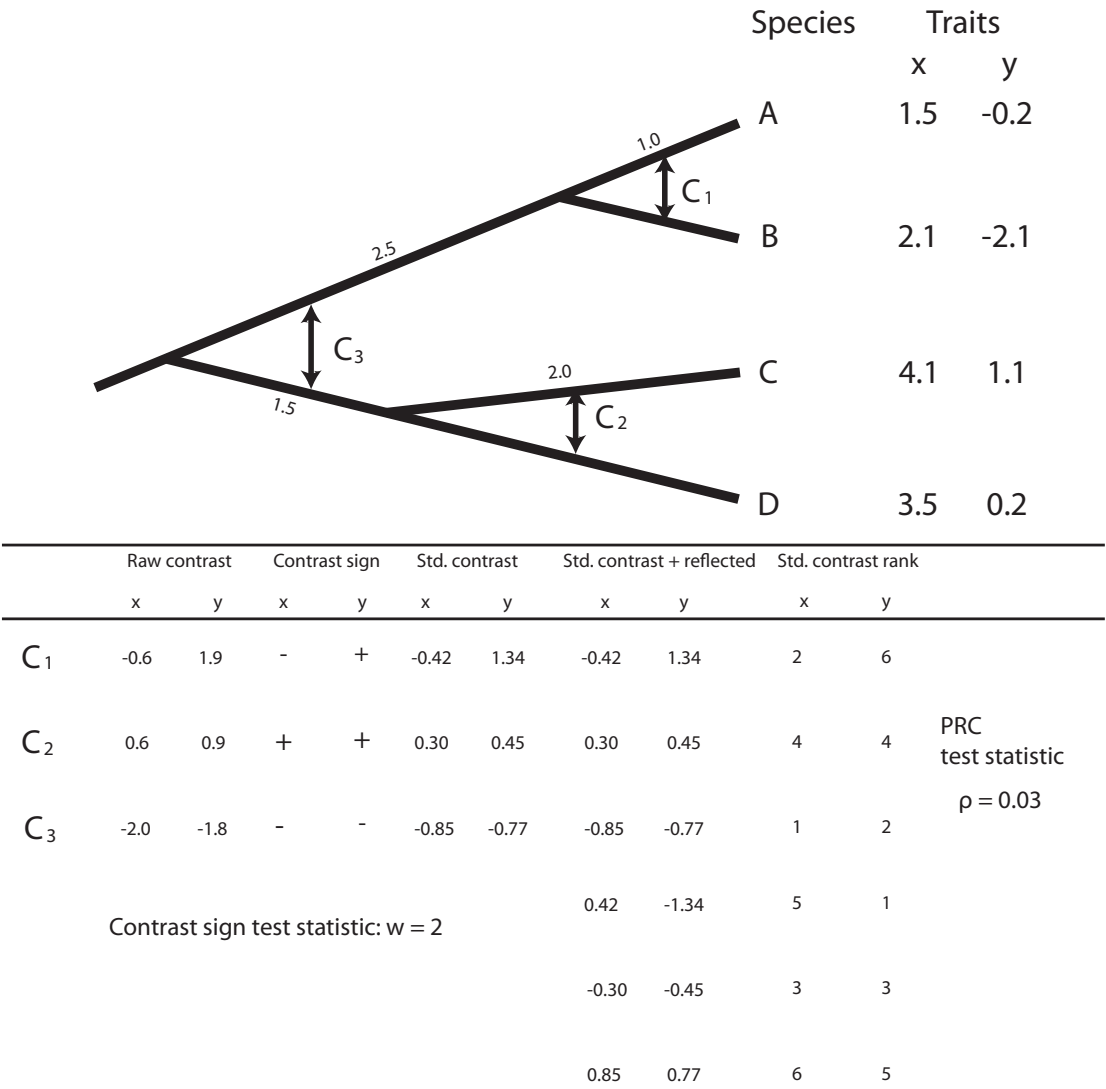 Species Traits
x y
A 1.5 -0.2
1.0
C1
B 2.1 -2.1
2.5
C3
2.0
C 4.1 1.1
1.5
C2
D 3.5 0.2
Raw contrast Contrast sign Std. contrast Std. contrast + reflected Std. contrast rank
x y x y x y x y x y
C1 -0.6 1.9 - + -0.42 1.34 -0.42 1.34 2 6
PRC
C2 0.6 0.9 + + 0.30 0.45 0.30 0.45 4 4
test statistic
ρ = 0.03
C3 -2.0 -1.8 - - -0.85 -0.77 -0.85 -0.77 1 2
0.42 -1.34 5 1
Contrast sign test statistic: w = 2
-0.30 -0.45 3 3
0.85 0.77 6 5